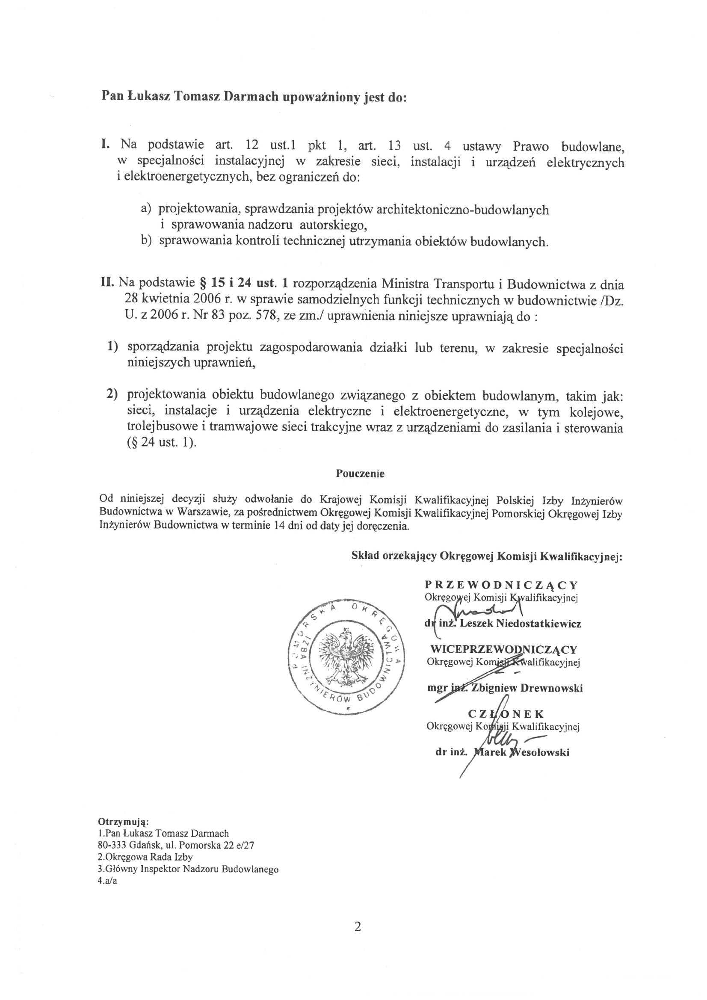 Pan Łukasz Tomasz Darmach upoważniony jest do:
I. Na podstawie art. 12 ust.1 pkt 1, art. 13 ust. 4 ustawy Prawo budowlane,
w specjalności instalacyjnej w zakresie sieci, instalacji i urządzeń elektrycznych
i elektroenergetycznych, bez ograniczeń do:
a) projektowania, sprawdzania projektów architektoniczno-budowlanych
i sprawowania nadzoru autorskiego,
b) sprawowania kontroli technicznej utrzymania obiektów budowlanych.
II. Na podstawie § 15 i 24 ust. 1 rozporządzenia Ministra Transportu i Budownictwa z dnia
28 kwietnia 2006 r. w sprawie samodzielnych funkcji technicznych w budownictwie /Dz.
U. z 2006 r. Nr 83 poz. 578, ze zm./ uprawnienia niniejsze uprawniają do :
1) sporządzania projektu zagospodarowania działki lub terenu, w zakresie specjalności
niniejszych uprawnień,
2) projektowania obiektu budowlanego związanego z obiektem budowlanym, takim jak:
sieci, instalacje i urządzenia elektryczne i elektroenergetyczne, w tym kolejowe,
trolejbusowe i tramwajowe sieci trakcyjne wraz z urządzeniami do zasilania i sterowania
(§ 24 ust. 1).
Pouczenie
Od niniejszej decyzji służy odwołanie do Krajowej Komisji Kwalifikacyjnej Polskiej Izby Inżynierów
Budownictwa w Warszawie, za pośrednictwem Okręgowej Komisji Kwalifikacyjnej Pomorskiej Okręgowej Izby
Inżynierów Budownictwa w terminie 14 dni od daty jej doręczenia.
Skład orzekający Okręgowej Komisji Kwalifikacyjnej:
PRZEWODNICZĄCY
Okręgowej Komisji Kwalifikacyjnej
dr inż. Leszek Niedostatkiewicz
WICEPRZEWODNICZĄCY
Okręgowej Komisji Kwalifikacyjnej
mgr inż. Zbigniew Drewnowski
CZŁONEK
Okręgowej Komisji Kwalifikacyjnej
dr inż. Marek Wesołowski
POMORSKA OKRĘGOWA
IZBA INŻYNIERÓW BUDOWNICTWA
Otrzymują:
1.Pan Łukasz Tomasz Darmach
80-333 Gdańsk, ul. Pomorska 22 e/27
2.Okręgowa Rada Izby
3.Główny Inspektor Nadzoru Budowlanego
4.a/a
2